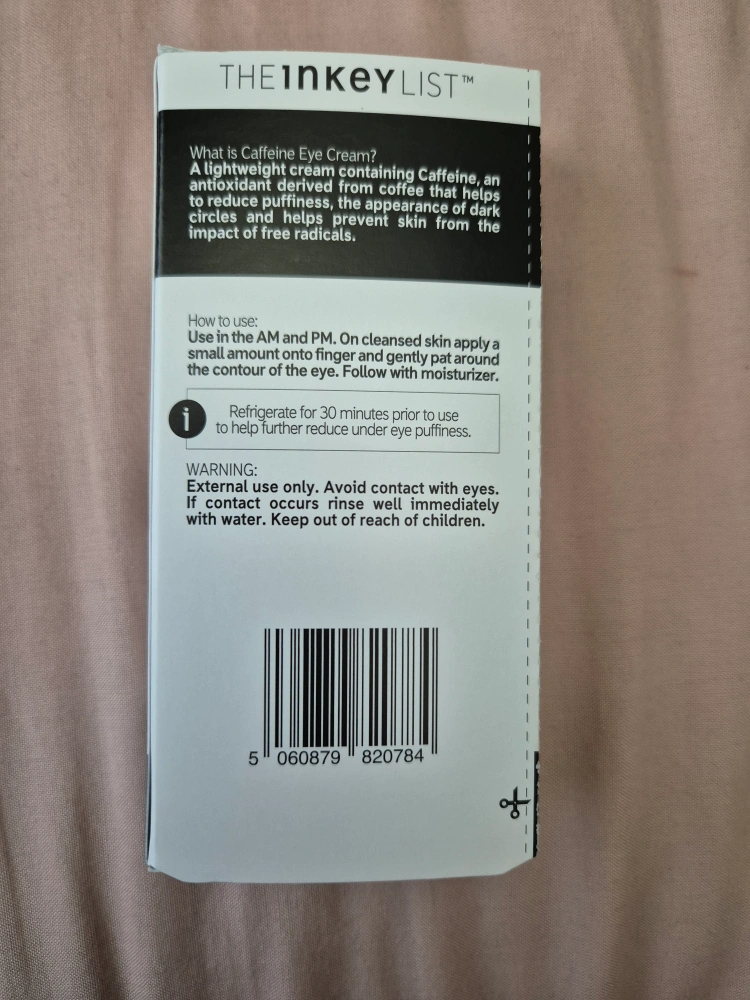 THE INKEY LIST™
What is Caffeine Eye Cream?
A lightweight cream containing Caffeine, an
antioxidant derived from coffee that helps
to reduce puffiness, the appearance of dark
circles and helps prevent skin from the
impact of free radicals.
How to use:
Use in the AM and PM. On cleansed skin apply a
small amount onto finger and gently pat around
the contour of the eye. Follow with moisturizer.
i
Refrigerate for 30 minutes prior to use
to help further reduce under eye puffiness.
WARNING:
External use only. Avoid contact with eyes.
If contact occurs rinse well immediately
with water. Keep out of reach of children.
5 060879 820784